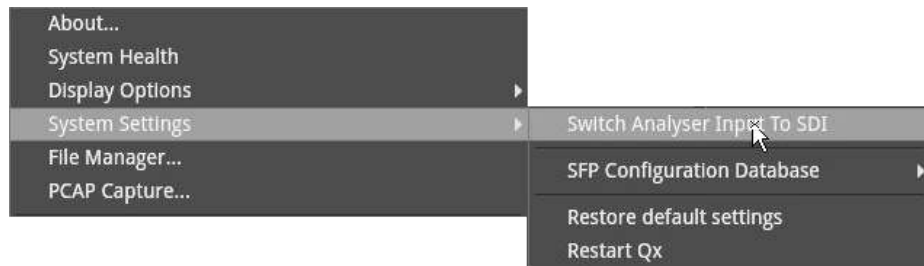 About...
System Health
Display Options
System Settings
File Manager...
PCAP Capture...
Switch Analyser Input To SDI
SFP Configuration Database
Restore default settings
Restart Qx